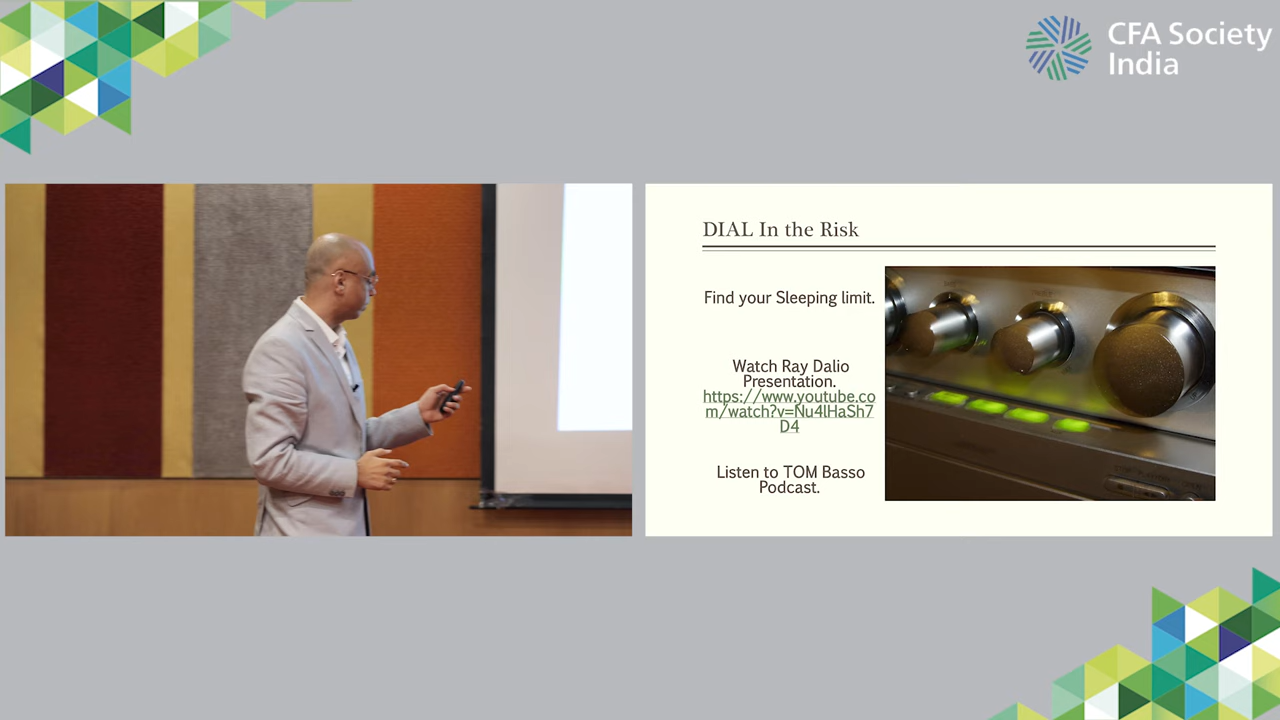 CFA Society
India
DIAL In the Risk
Find your Sleeping limit.
Watch Ray Dalio
Presentation.
https://www.youtube.co
m/watch?v=Nu4lHaSh7
D4
Listen to TOM Basso
Podcast.